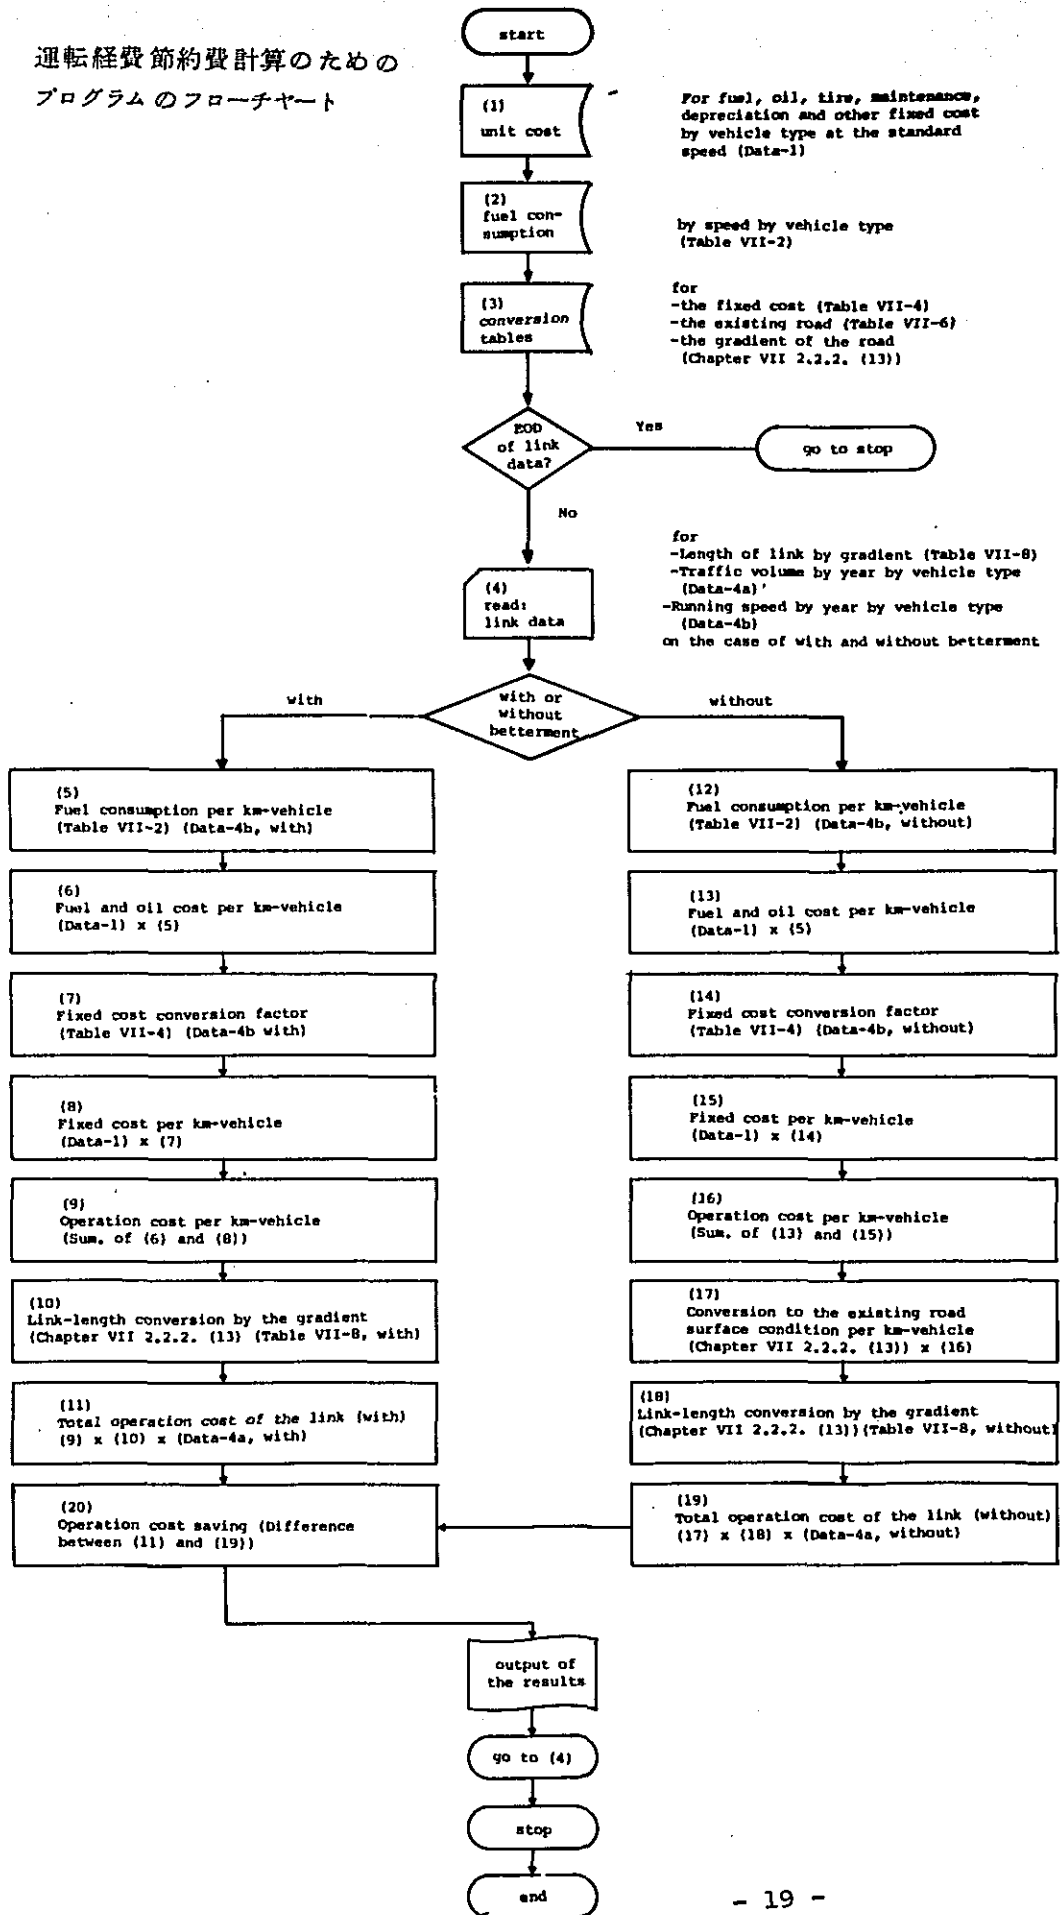 運転経費節約費計算のための
プログラムのフローチャート
start
(1)
unit cost
For fuel, oil, tire, maintenance,
depreciation and other fixed cost
by vehicle type at the standard
speed (Data-1)
(2)
fuel con-
sumption
by speed by vehicle type
(Table VII-2)
(3)
conversion
tables
for
-the fixed cost (Table VII-4)
-the existing road (Table VII-6)
-the gradient of the road
(Chapter VII 2.2.2. (13))
EOD
of link
data?
Yes
go to stop
No
(4)
read:
link data
for
-Length of link by gradient (Table VII-8)
-Traffic volume by year by vehicle type
(Data-4a)'
-Running speed by year by vehicle type
(Data-4b)
on the case of with and without betterment
with or
without
betterment
with
without
(5)
Fuel consumption per km-vehicle
(Table VII-2) (Data-4b, with)
(6)
Fuel and oil cost per km-vehicle
(Data-1) x (5)
(7)
Fixed cost conversion factor
(Table VII-4) (Data-4b with)
(8)
Fixed cost per km-vehicle
(Data-1) x (7)
(9)
Operation cost per km-vehicle
(Sum. of (6) and (8))
(10)
Link-length conversion by the gradient
(Chapter VII 2.2.2. (13) (Table VII-8, with)
(11)
Total operation cost of the link (with)
(9) x (10) x (Data-4a, with)
(20)
Operation cost saving (Difference
between (11) and (19))
(12)
Fuel consumption per km-vehicle
(Table VII-2) (Data-4b, without)
(13)
Fuel and oil cost per km-vehicle
(Data-1) x (5)
(14)
Fixed cost conversion factor
(Table VII-4) (Data-4b, without)
(15)
Fixed cost per km-vehicle
(Data-1) x (14)
(16)
Operation cost per km-vehicle
(Sum. of (13) and (15))
(17)
Conversion to the existing road
surface condition per km-vehicle
(Chapter VII 2.2.2. (13)) x (16)
(18)
Link-length conversion by the gradient
(Chapter VII 2.2.2. (13))(Table VII-8, without)
(19)
Total operation cost of the link (without)
(17) x (18) x (Data-4a, without)
output of
the results
go to (4)
stop
end
- 19 -